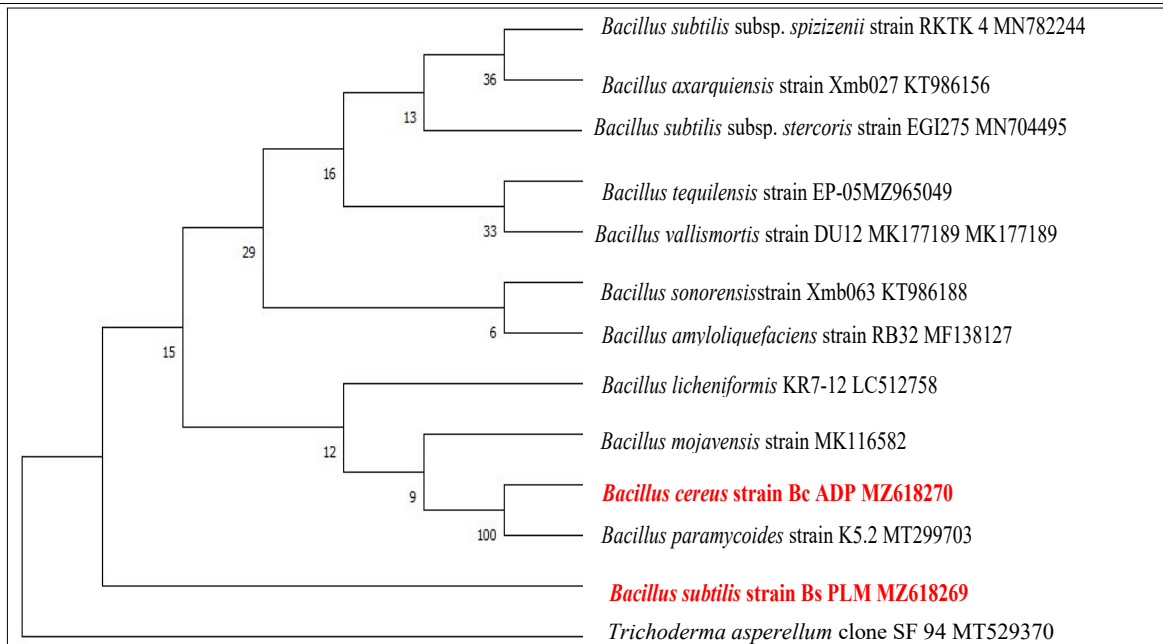 Bacillus subtilis subsp. spizizenii strain RKTK 4 MN782244
36
Bacillus axarquiensis strain Xmb027 KT986156
13
Bacillus subtilis subsp. stercoris strain EGI275 MN704495
16
Bacillus tequilensis strain EP-05MZ965049
33
Bacillus vallismortis strain DU12 MK177189 MK177189
29
Bacillus sonorensisstrain Xmb063 KT986188
6
Bacillus amyloliquefaciens strain RB32 MF138127
15
Bacillus licheniformis KR7-12 LC512758
12
Bacillus mojavensis strain MK116582
9
Bacillus cereus strain Bc ADP MZ618270
100
Bacillus paramycoides strain K5.2 MT299703
Bacillus subtilis strain Bs PLM MZ618269
Trichoderma asperellum clone SF 94 MT529370